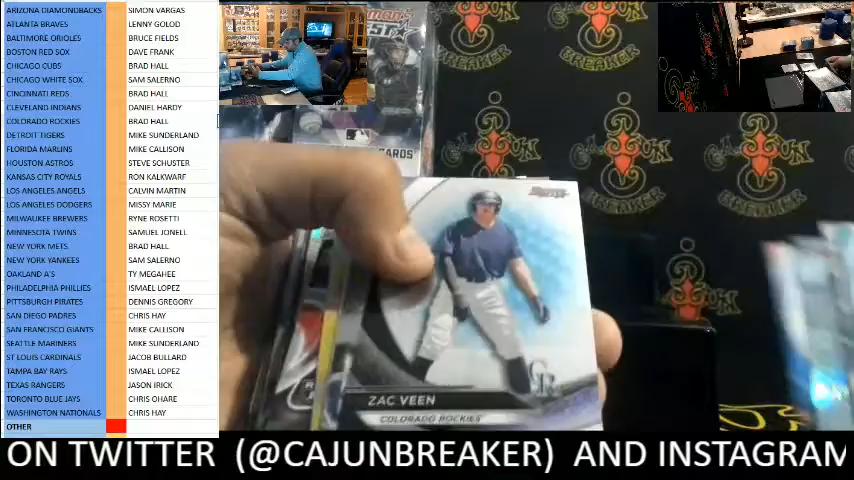 ARIZONA DIAMONDBACKS SIMON VARGAS
ATLANTA BRAVES LENNY GOLOD
BALTIMORE ORIOLES BRUCE FIELDS
BOSTON RED SOX DAVE FRANK
CHICAGO CUBS BRAD HALL
CHICAGO WHITE SOX SAM SALERNO
CINCINNATI REDS BRAD HALL
CLEVELAND INDIANS DANIEL HARDY
COLORADO ROCKIES BRAD HALL
DETROIT TIGERS MIKE SUNDERLAND
FLORIDA MARLINS MIKE CALLISON
HOUSTON ASTROS STEVE SCHUSTER
KANSAS CITY ROYALS RON KALKWARF
LOS ANGELES ANGELS CALVIN MARTIN
LOS ANGELES DODGERS MISSY MARIE
MILWAUKEE BREWERS RYNE ROSETTI
MINNESOTA TWINS SAMUEL JONELL
NEW YORK METS BRAD HALL
NEW YORK YANKEES SAM SALERNO
OAKLAND A'S TY MEGAHEE
PHILADELPHIA PHILLIES ISMAEL LOPEZ
PITTSBURGH PIRATES DENNIS GREGORY
SAN DIEGO PADRES CHRIS HAY
SAN FRANCISCO GIANTS MIKE CALLISON
SEATTLE MARINERS MIKE SUNDERLAND
ST LOUIS CARDINALS JACOB BULLARD
TAMPA BAY RAYS ISMAEL LOPEZ
TEXAS RANGERS JASON IRICK
TORONTO BLUE JAYS CHRIS OHARE
WASHINGTON NATIONALS CHRIS HAY
OTHER
CARDS
ZAC VEEN
COLORADO ROCKIES
CR
CAJUN
BREAKER
CAJUN
BREAKER
CAJUN
BREAKER
CAJUN
BREAKER
ON TWITTER (@CAJUNBREAKER) AND INSTAGRAM